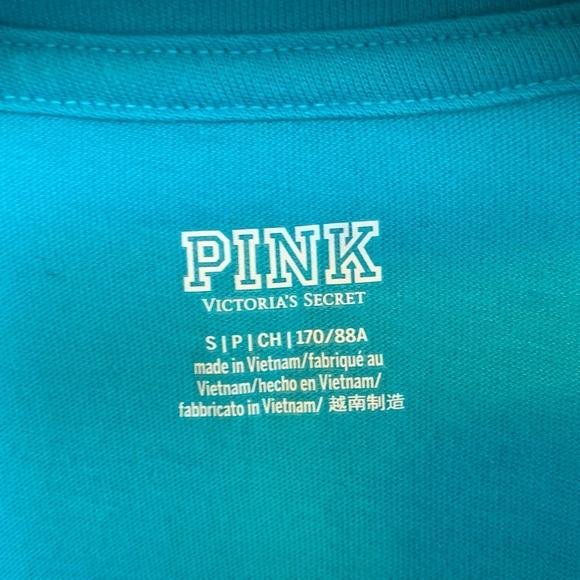 PINK
VICTORIA'S SECRET
S | P | CH | 170/88A
made in Vietnam/fabriqué au
Vietnam/hecho en Vietnam/
fabbricato in Vietnam/ 越南制造